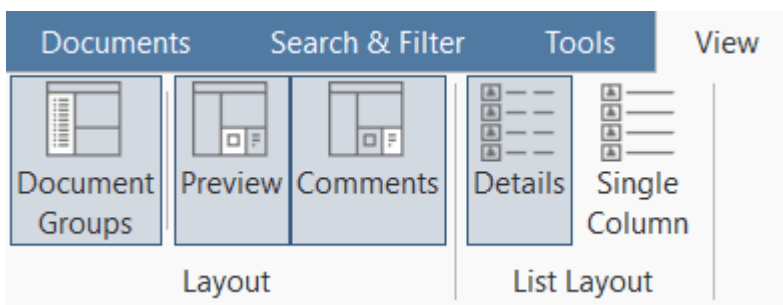 Documents Search & Filter Tools View
Document Groups
Preview
Comments
Details
Single Column
Layout
List Layout